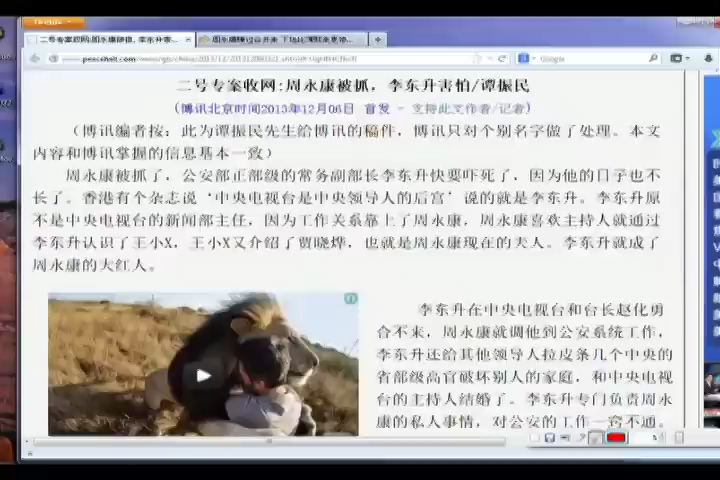 二号专案收网:周永康被抓，李东升害怕/谭振民
(博讯北京时间2013年12月06日 首发 - 支持此文作者/记者)
（博讯编者按：此为谭振民先生给博讯的稿件，博讯只对个别名字做了处理。本文
内容和博讯掌握的信息基本一致）
周永康被抓了，公安部正部级的常务副部长李东升快要吓死了，因为他的日子也不
长了。香港有个杂志说‘中央电视台是中央领导人的后宫’说的就是李东升。李东升原
不是中央电视台的新闻部主任，因为工作关系靠上了周永康，周永康喜欢主持人就通过
李东升认识了王小X，王小X又介绍了贾晓烨，也就是周永康现在的夫人。李东升就成了
周永康的大红人。
李东升在中央电视台和台长赵化勇
合不来，周永康就调他到公安系统工作，
李东升还给其他领导人拉皮条几个中央的
省部级高官破坏别人的家庭，和中央电视
台的主持人结婚了。李东升专门负责周永
康的私人事情，对公安的工作一窍不通。